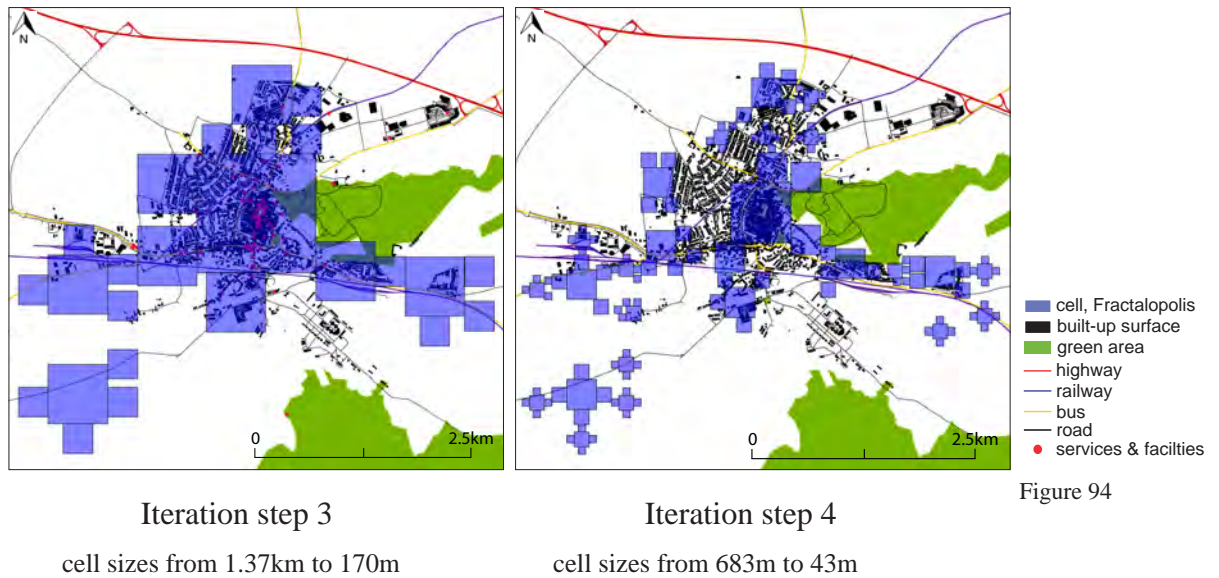 N
0
2.5km
N
0
2.5km
cell, Fractalopolis
built-up surface
green area
highway
railway
bus
road
services & facilties
Figure 94
Iteration step 3
cell sizes from 1.37km to 170m
Iteration step 4
cell sizes from 683m to 43m